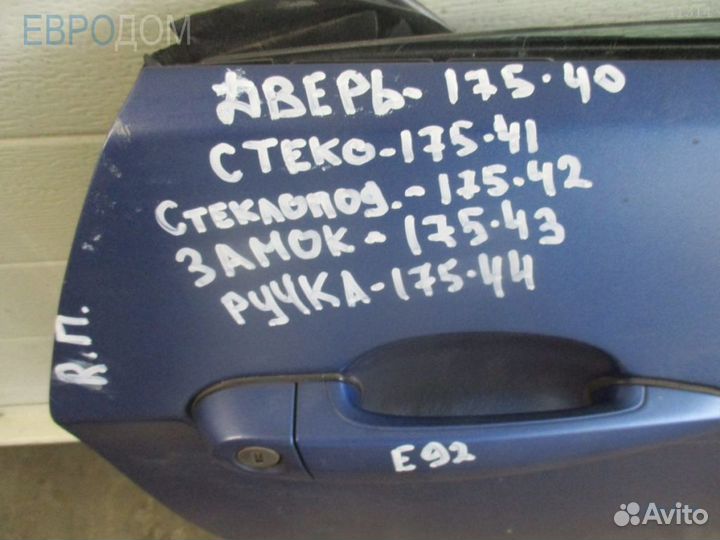 ЕВРОДОМ
ДВЕРЬ-175·40
СТЕКО-175·41
СТЕКЛОПОД.-175·42
ЗАМОК-175·43
РУЧКА-175·44
R.П.
E92
Avito